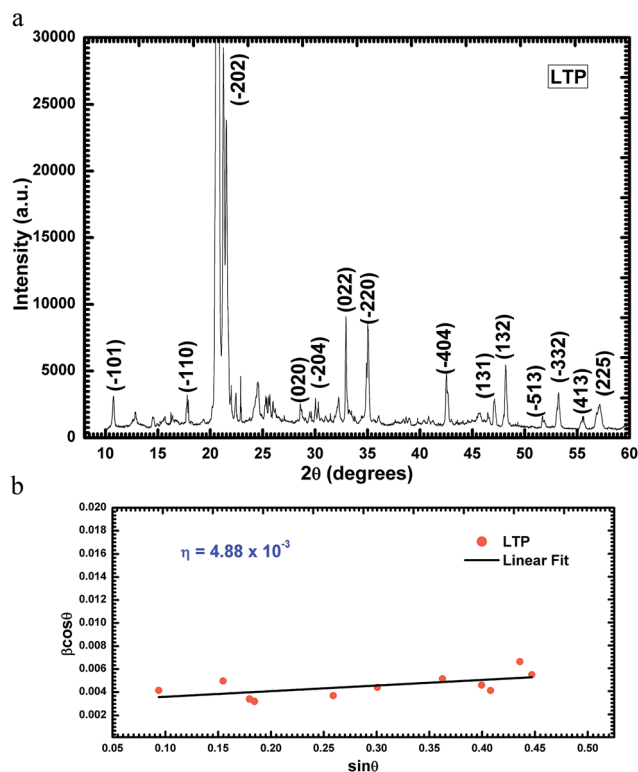 a
30000
25000
20000
15000
10000
5000
0
Intensity (a.u.)
LTP
(-101)
(-110)
(-202)
(020)
(-204)
(022)
(-220)
(-404)
(131)
(132)
(-513)
(-332)
(413)
(225)
10 15 20 25 30 35 40 45 50 55 60
2θ (degrees)
b
0.020
0.018
0.016
0.014
0.012
0.010
0.008
0.006
0.004
0.002
βcosθ
η = 4.88 x 10⁻³
LTP
Linear Fit
0.05 0.10 0.15 0.20 0.25 0.30 0.35 0.40 0.45 0.50
sinθ